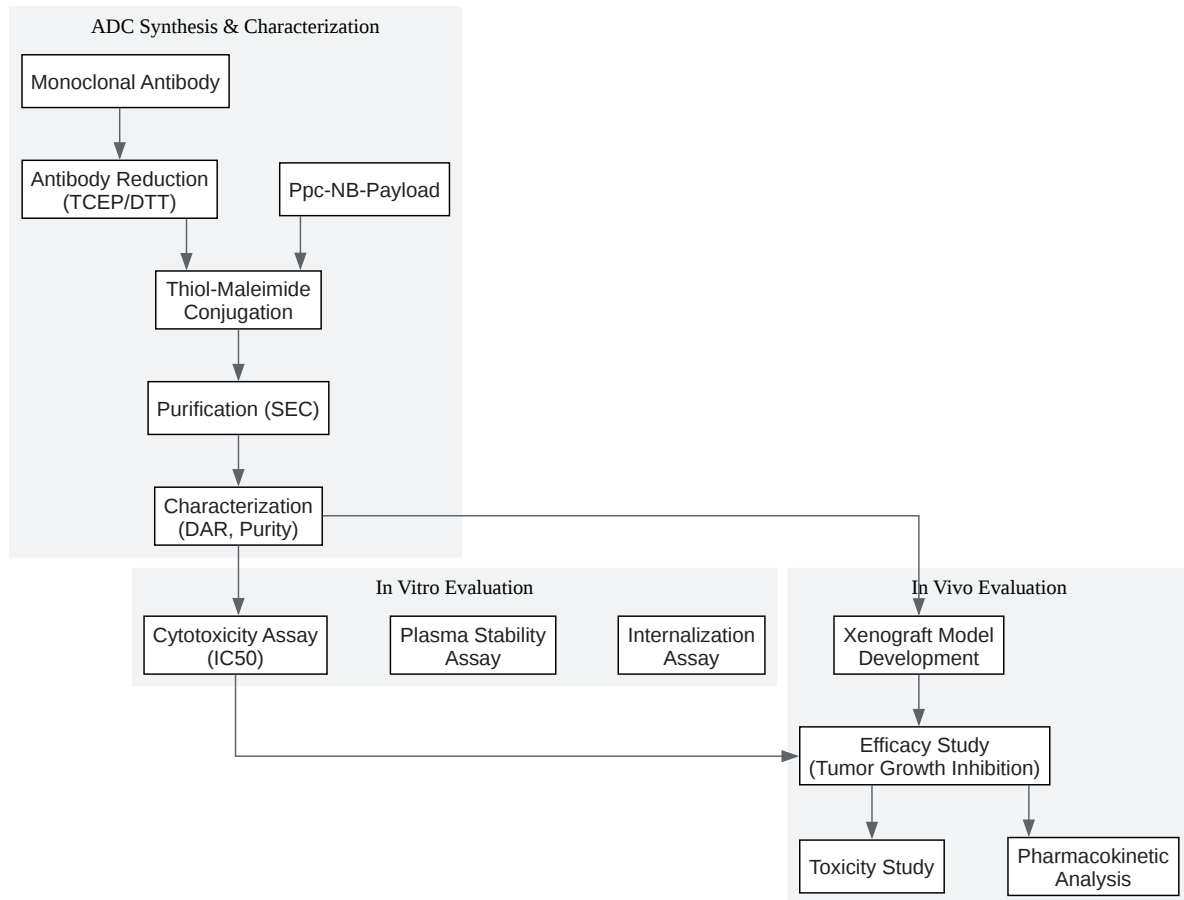 ADC Synthesis & Characterization
Monoclonal Antibody
Antibody Reduction
(TCEP/DTT)
Ppc-NB-Payload
Thiol-Maleimide
Conjugation
Purification (SEC)
Characterization
(DAR, Purity)
In Vitro Evaluation
Cytotoxicity Assay
(IC50)
Plasma Stability
Assay
Internalization
Assay
In Vivo Evaluation
Xenograft Model
Development
Efficacy Study
(Tumor Growth Inhibition)
Toxicity Study
Pharmacokinetic
Analysis